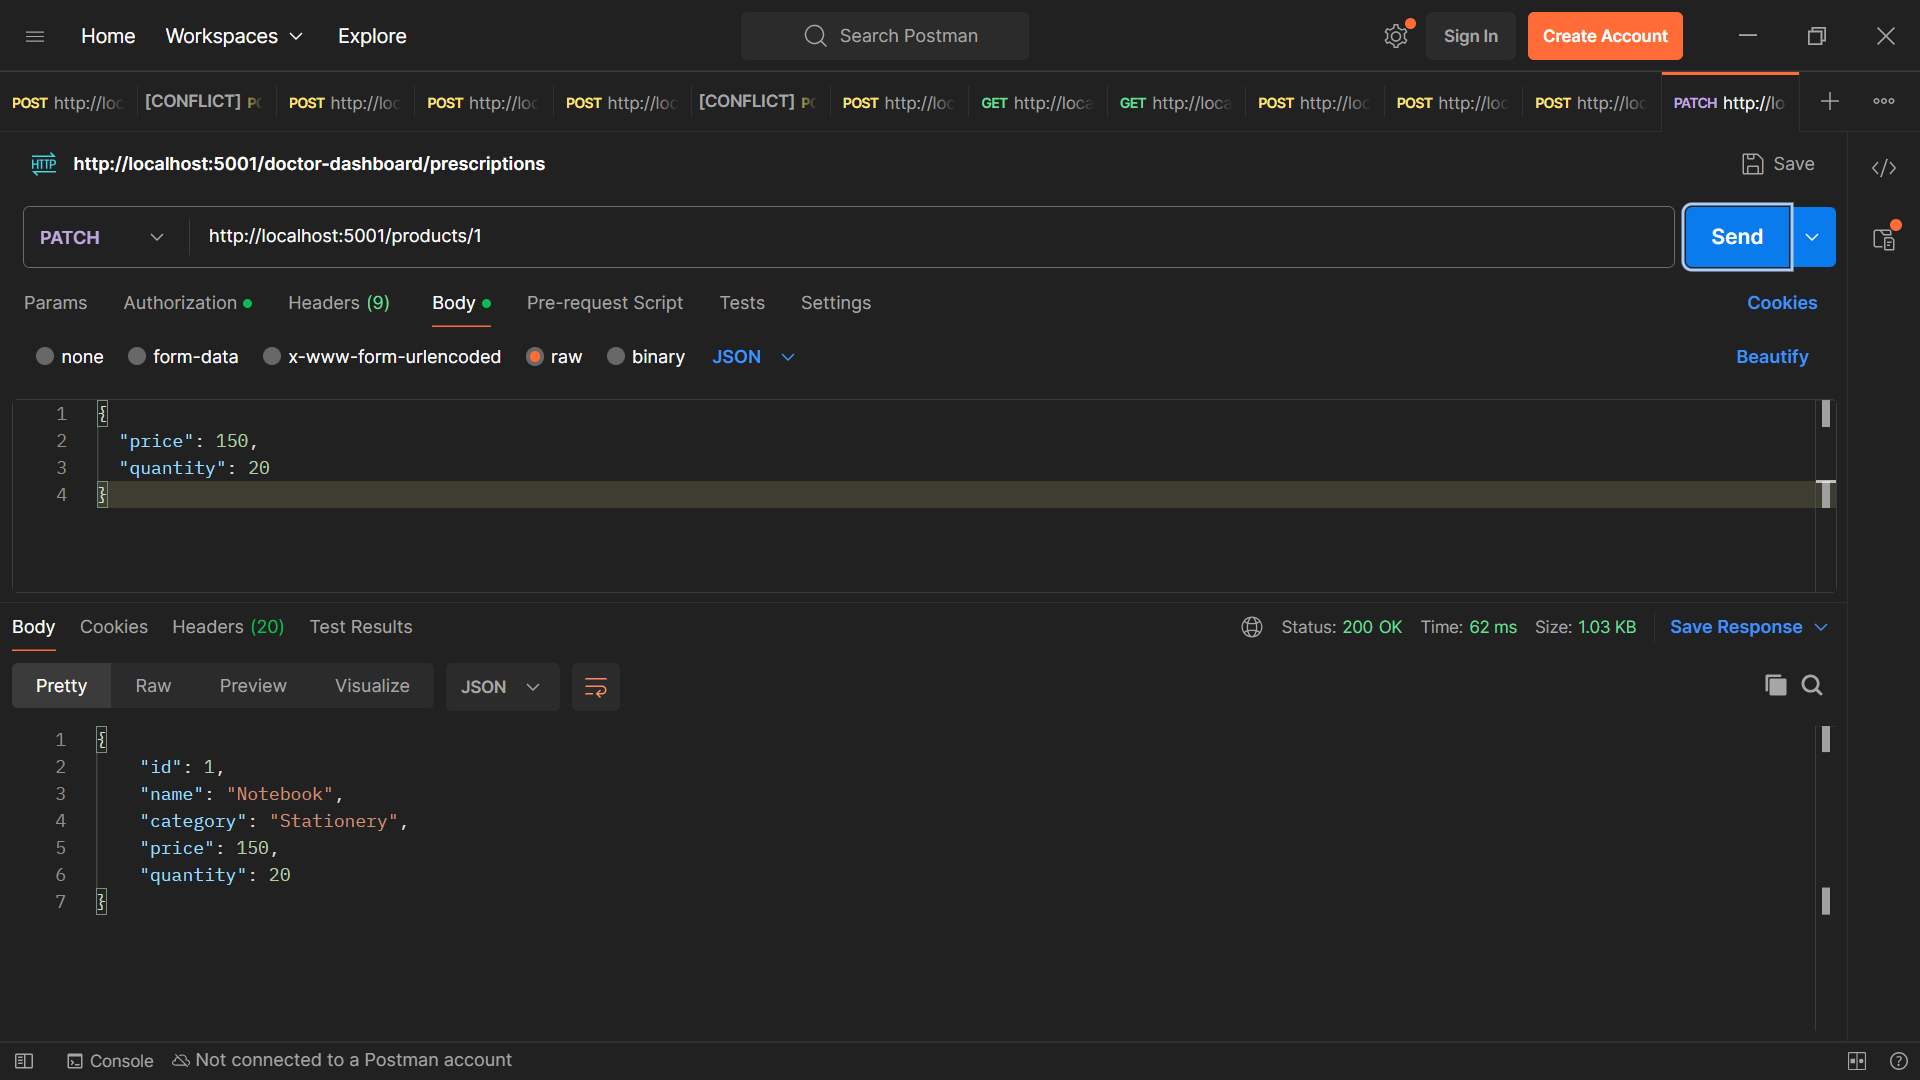 Home Workspaces Explore Search Postman Sign In Create Account
POST http://loc [CONFLICT] PO POST http://loc POST http://loc POST http://loc [CONFLICT] PO POST http://loc GET http://loca GET http://loca POST http://loc POST http://loc POST http://loc PATCH http://lo
HTTP http://localhost:5001/doctor-dashboard/prescriptions Save
PATCH http://localhost:5001/products/1 Send
Params Authorization Headers (9) Body Pre-request Script Tests Settings Cookies
none form-data x-www-form-urlencoded raw binary JSON Beautify
1 {
2 "price": 150,
3 "quantity": 20
4 }
Body Cookies Headers (20) Test Results Status: 200 OK Time: 62 ms Size: 1.03 KB Save Response
Pretty Raw Preview Visualize JSON
1 {
2 "id": 1,
3 "name": "Notebook",
4 "category": "Stationery",
5 "price": 150,
6 "quantity": 20
7 }
Console Not connected to a Postman account